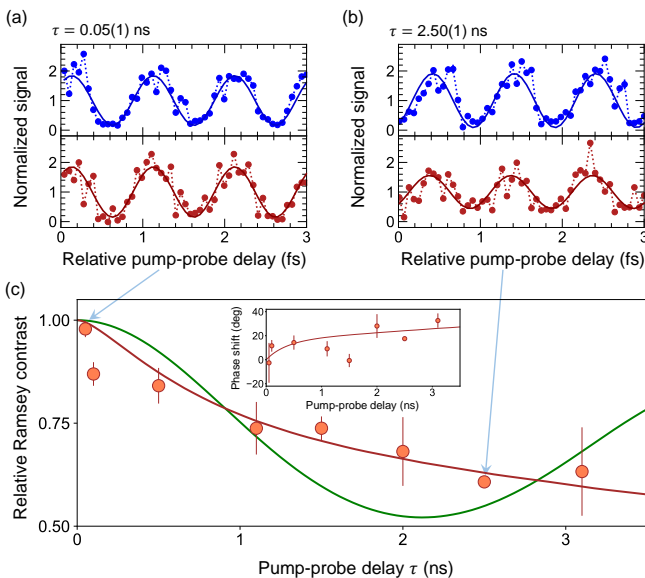 (a)
τ = 0.05(1) ns
(b)
τ = 2.50(1) ns
Normalized signal
2
1
0
2
1
0
0 1 2 3
Relative pump-probe delay (fs)
Normalized signal
2
1
0
2
1
0
0 1 2 3
Relative pump-probe delay (fs)
(c)
Relative Ramsey contrast
1.00
0.75
0.50
Phase shift (deg)
40
20
0
-20
0 1 2 3
Pump-probe delay (ns)
0 1 2 3
Pump-probe delay τ (ns)